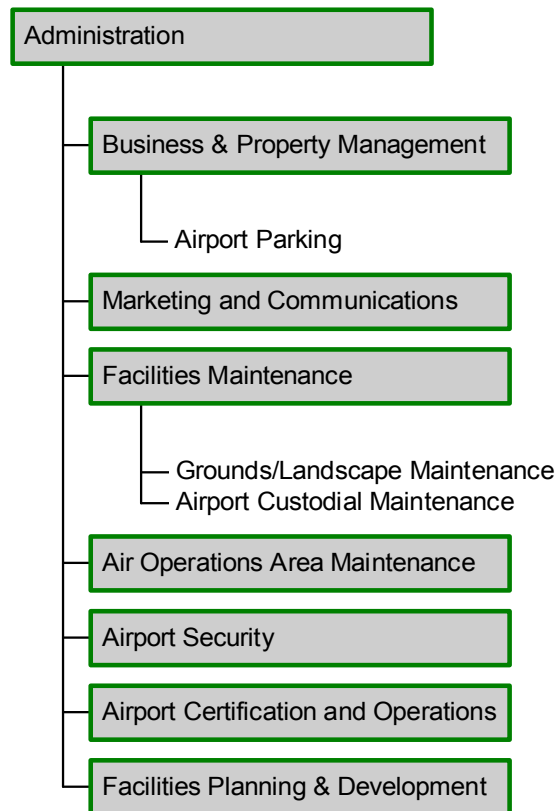 Administration
Business & Property Management
Airport Parking
Marketing and Communications
Facilities Maintenance
Grounds/Landscape Maintenance
Airport Custodial Maintenance
Air Operations Area Maintenance
Airport Security
Airport Certification and Operations
Facilities Planning & Development